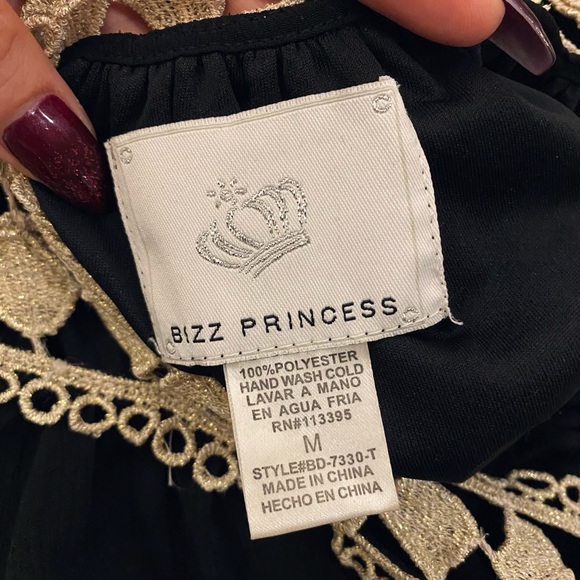 BIZZ PRINCESS
100%POLYESTER
HAND WASH COLD
LAVAR A MANO
EN AGUA FRIA
RN#113395
M
STYLE#BD-7330-T
MADE IN CHINA
HECHO EN CHINA